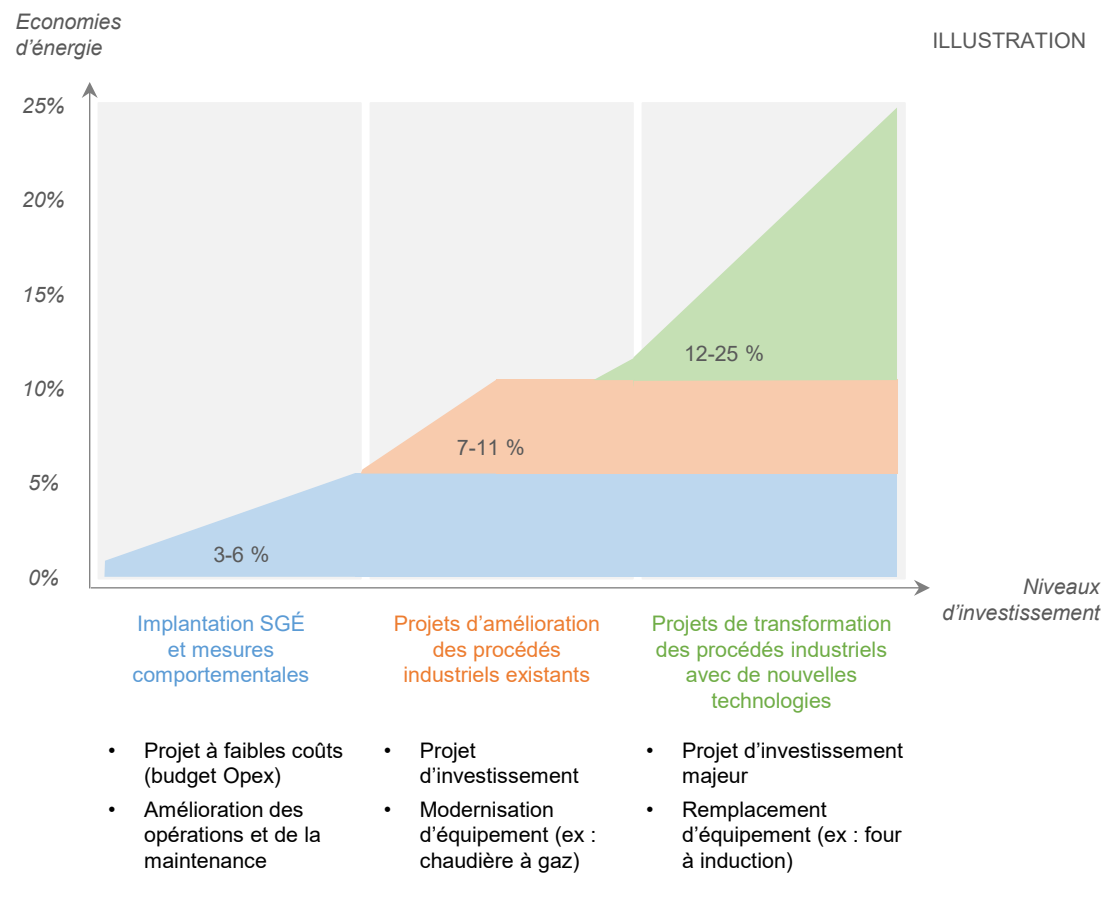 Economies
d’énergie
ILLUSTRATION
25%
20%
15%
10%
5%
0%
12-25 %
7-11 %
3-6 %
Niveaux
d’investissement
Implantation SGÉ
et mesures
comportementales
Projets d’amélioration
des procédés
industriels existants
Projets de transformation
des procédés industriels
avec de nouvelles
technologies
• Projet à faibles coûts
(budget Opex)
• Amélioration des
opérations et de la
maintenance
• Projet
d’investissement
• Modernisation
d’équipement (ex :
chaudière à gaz)
• Projet d’investissement
majeur
• Remplacement
d’équipement (ex : four
à induction)